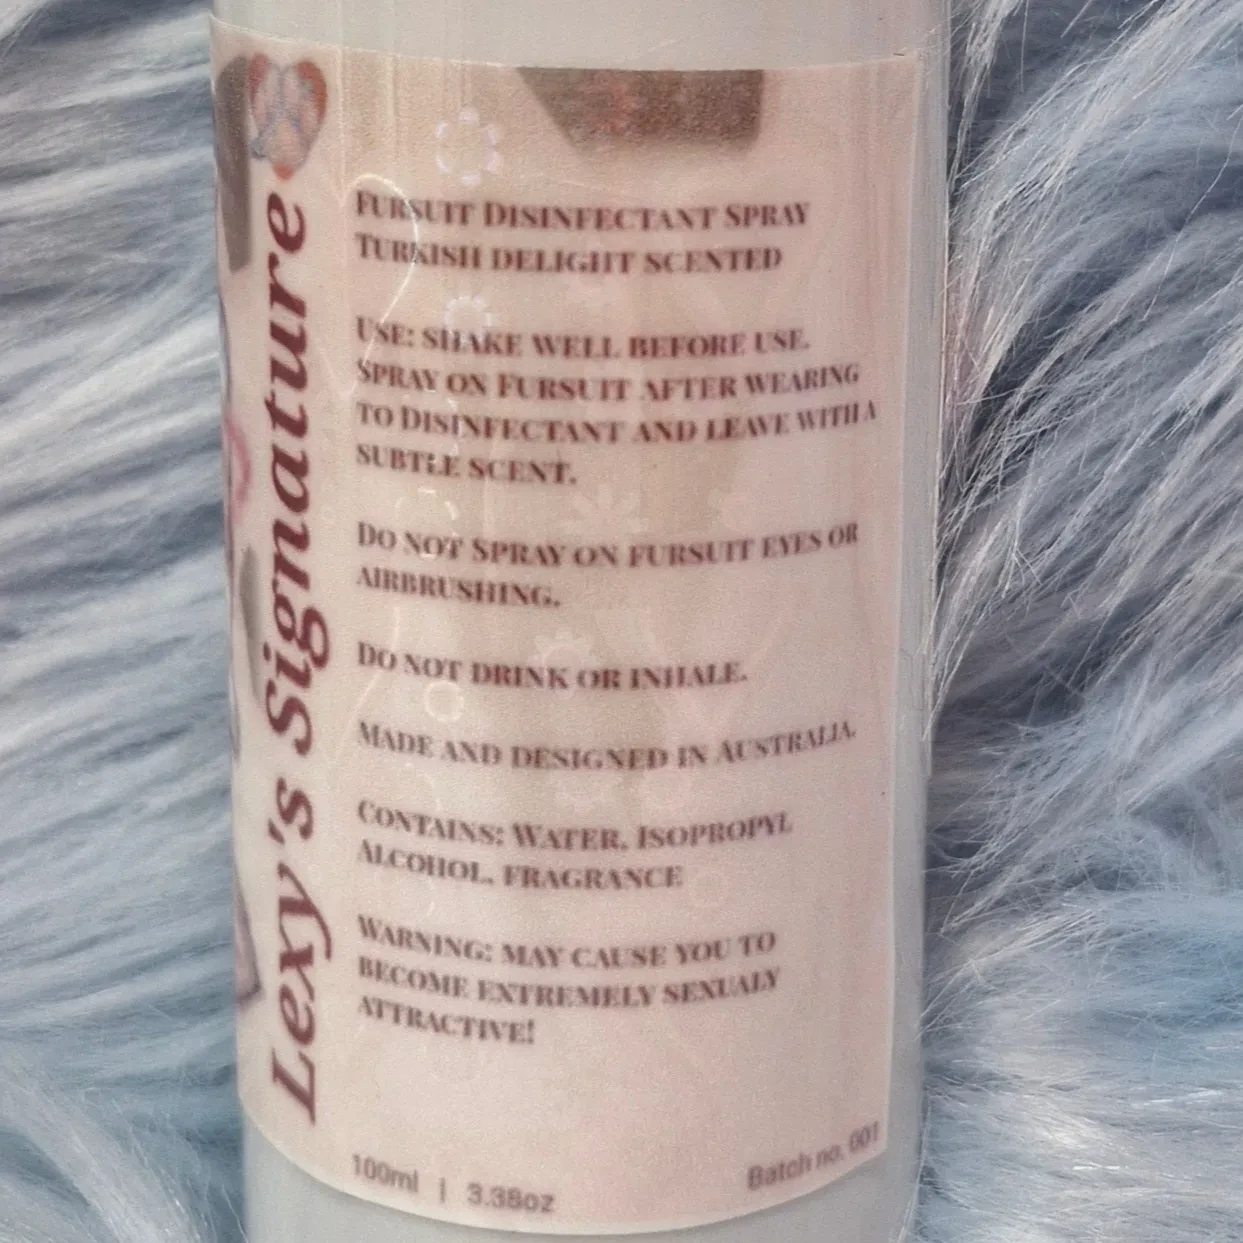 Lexy's Signature
FURSUIT DISINFECTANT SPRAY
TURKISH DELIGHT SCENTED
USE: SHAKE WELL BEFORE USE.
SPRAY ON FURSUIT AFTER WEARING
TO DISINFECTANT AND LEAVE WITH A
SUBTLE SCENT.
DO NOT SPRAY ON FURSUIT EYES OR
AIRBRUSHING.
DO NOT DRINK OR INHALE.
MADE AND DESIGNED IN AUSTRALIA.
CONTAINS: WATER, ISOPROPYL
ALCOHOL, FRAGRANCE
WARNING: MAY CAUSE YOU TO
BECOME EXTREMELY SEXUALY
ATTRACTIVE!
100ml | 3.38oz
Batch no. 001